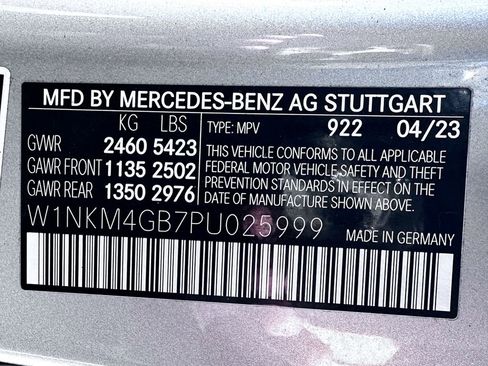 MFD BY MERCEDES-BENZ AG STUTTGART
KG LBS
GVWR 2460 5423
GAWR FRONT 1135 2502
GAWR REAR 1350 2976
TYPE: MPV 922 04/23
THIS VEHICLE CONFORMS TO ALL APPLICABLE
FEDERAL MOTOR VEHICLE SAFETY AND THEFT
PREVENTION STANDARDS IN EFFECT ON THE
DATE OF MANUFACTURE SHOWN ABOVE.
W1NKM4GB7PU025999
MADE IN GERMANY